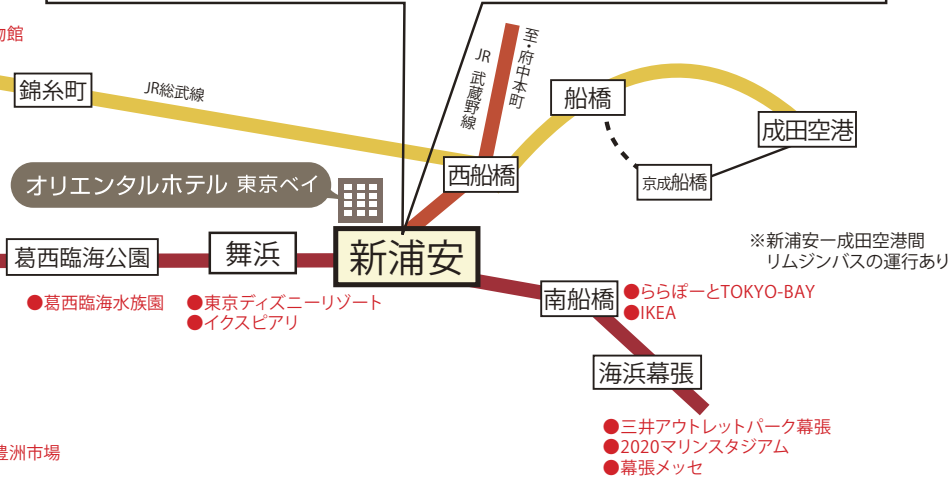 物館
至・府中本町
JR 武蔵野線
錦糸町
JR総武線
船橋
成田空港
西船橋
京成船橋
オリエンタルホテル 東京ベイ
新浦安
葛西臨海公園
舞浜
※新浦安ー成田空港間
リムジンバスの運行あり
●葛西臨海水族園
●東京ディズニーリゾート
●イクスピアリ
南船橋
●ららぽーとTOKYO-BAY
●IKEA
海浜幕張
●三井アウトレットパーク幕張
●2020マリンスタジアム
●幕張メッセ
豊洲市場